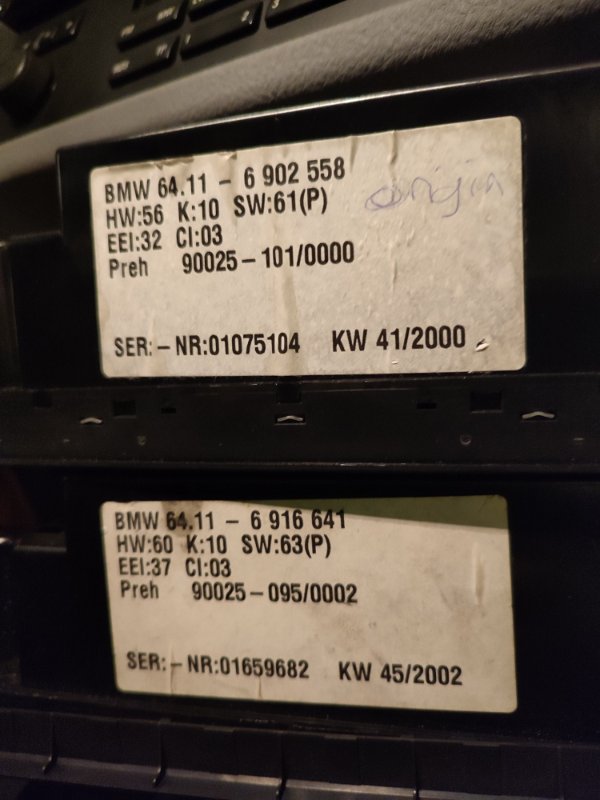 BMW 64.11 - 6 902 558
origin
HW:56 K:10 SW:61(P)
EEI:32 CI:03
Preh 90025-101/0000
SER:-NR:01075104 KW 41/2000
BMW 64.11 - 6 916 641
HW:60 K:10 SW:63(P)
EEI:37 CI:03
Preh 90025-095/0002
SER:-NR:01659682 KW 45/2002